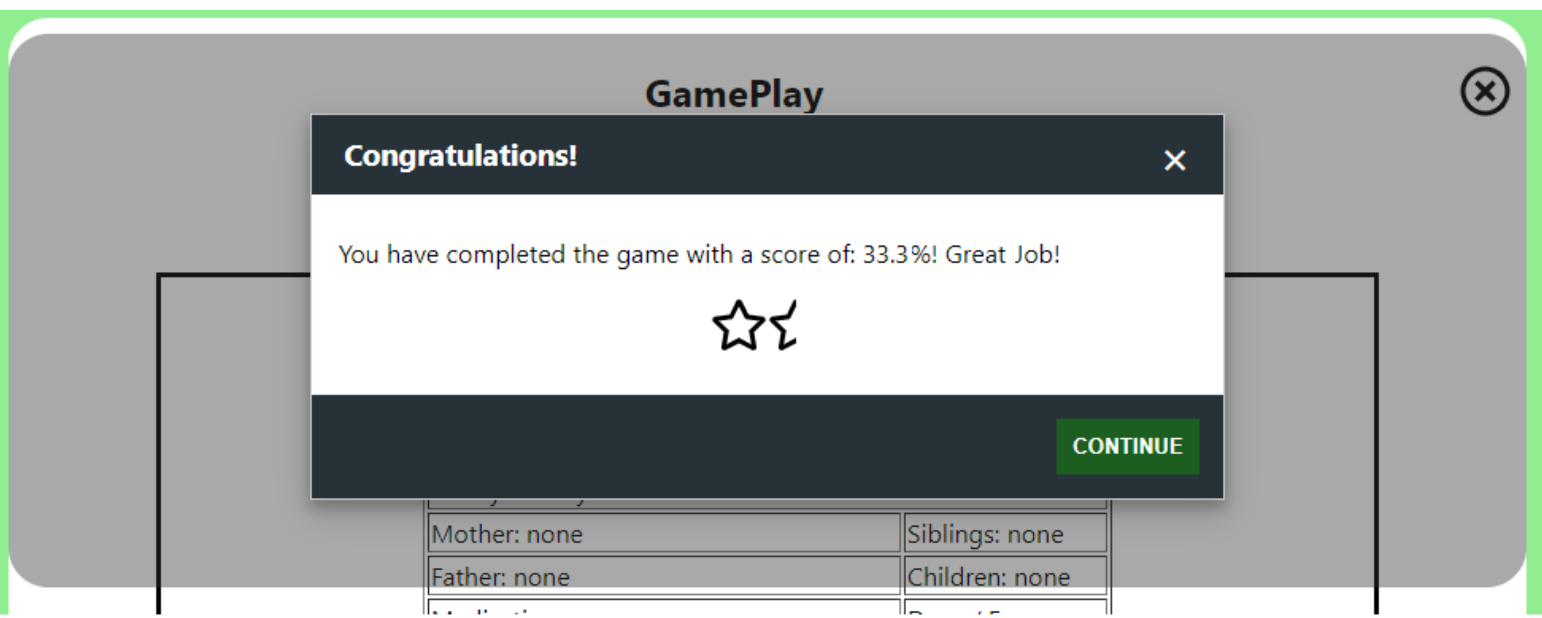 GamePlay
Congratulations!
You have completed the game with a score of: 33.3%! Great Job!
CONTINUE
Mother: none
Siblings: none
Father: none
Children: none